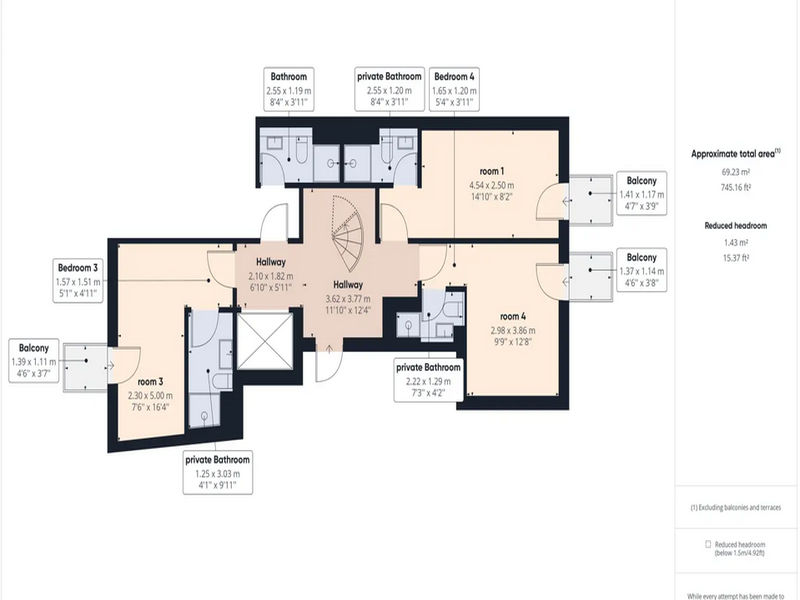 Bathroom
2.55 x 1.19 m
8'4" x 3'11"
private Bathroom
2.55 x 1.20 m
8'4" x 3'11"
Bedroom 4
1.65 x 1.20 m
5'4" x 3'11"
room 1
4.54 x 2.50 m
14'10" x 8'2"
Balcony
1.41 x 1.17 m
4'7" x 3'9"
Balcony
1.37 x 1.14 m
4'6" x 3'8"
Bedroom 3
1.57 x 1.51 m
5'1" x 4'11"
Hallway
2.10 x 1.82 m
6'10" x 5'11"
Hallway
3.62 x 3.77 m
11'10" x 12'4"
room 4
2.98 x 3.86 m
9'9" x 12'8"
Balcony
1.39 x 1.11 m
4'6" x 3'7"
room 3
2.30 x 5.00 m
7'6" x 16'4"
private Bathroom
2.22 x 1.29 m
7'3" x 4'2"
private Bathroom
1.25 x 3.03 m
4'1" x 9'11"
Approximate total area(1)
69.23 m²
745.16 ft²
Reduced headroom
1.43 m²
15.37 ft²
(1) Excluding balconies and terraces
Reduced headroom
(below 1.5m/4.92ft)
While every attempt has been made to